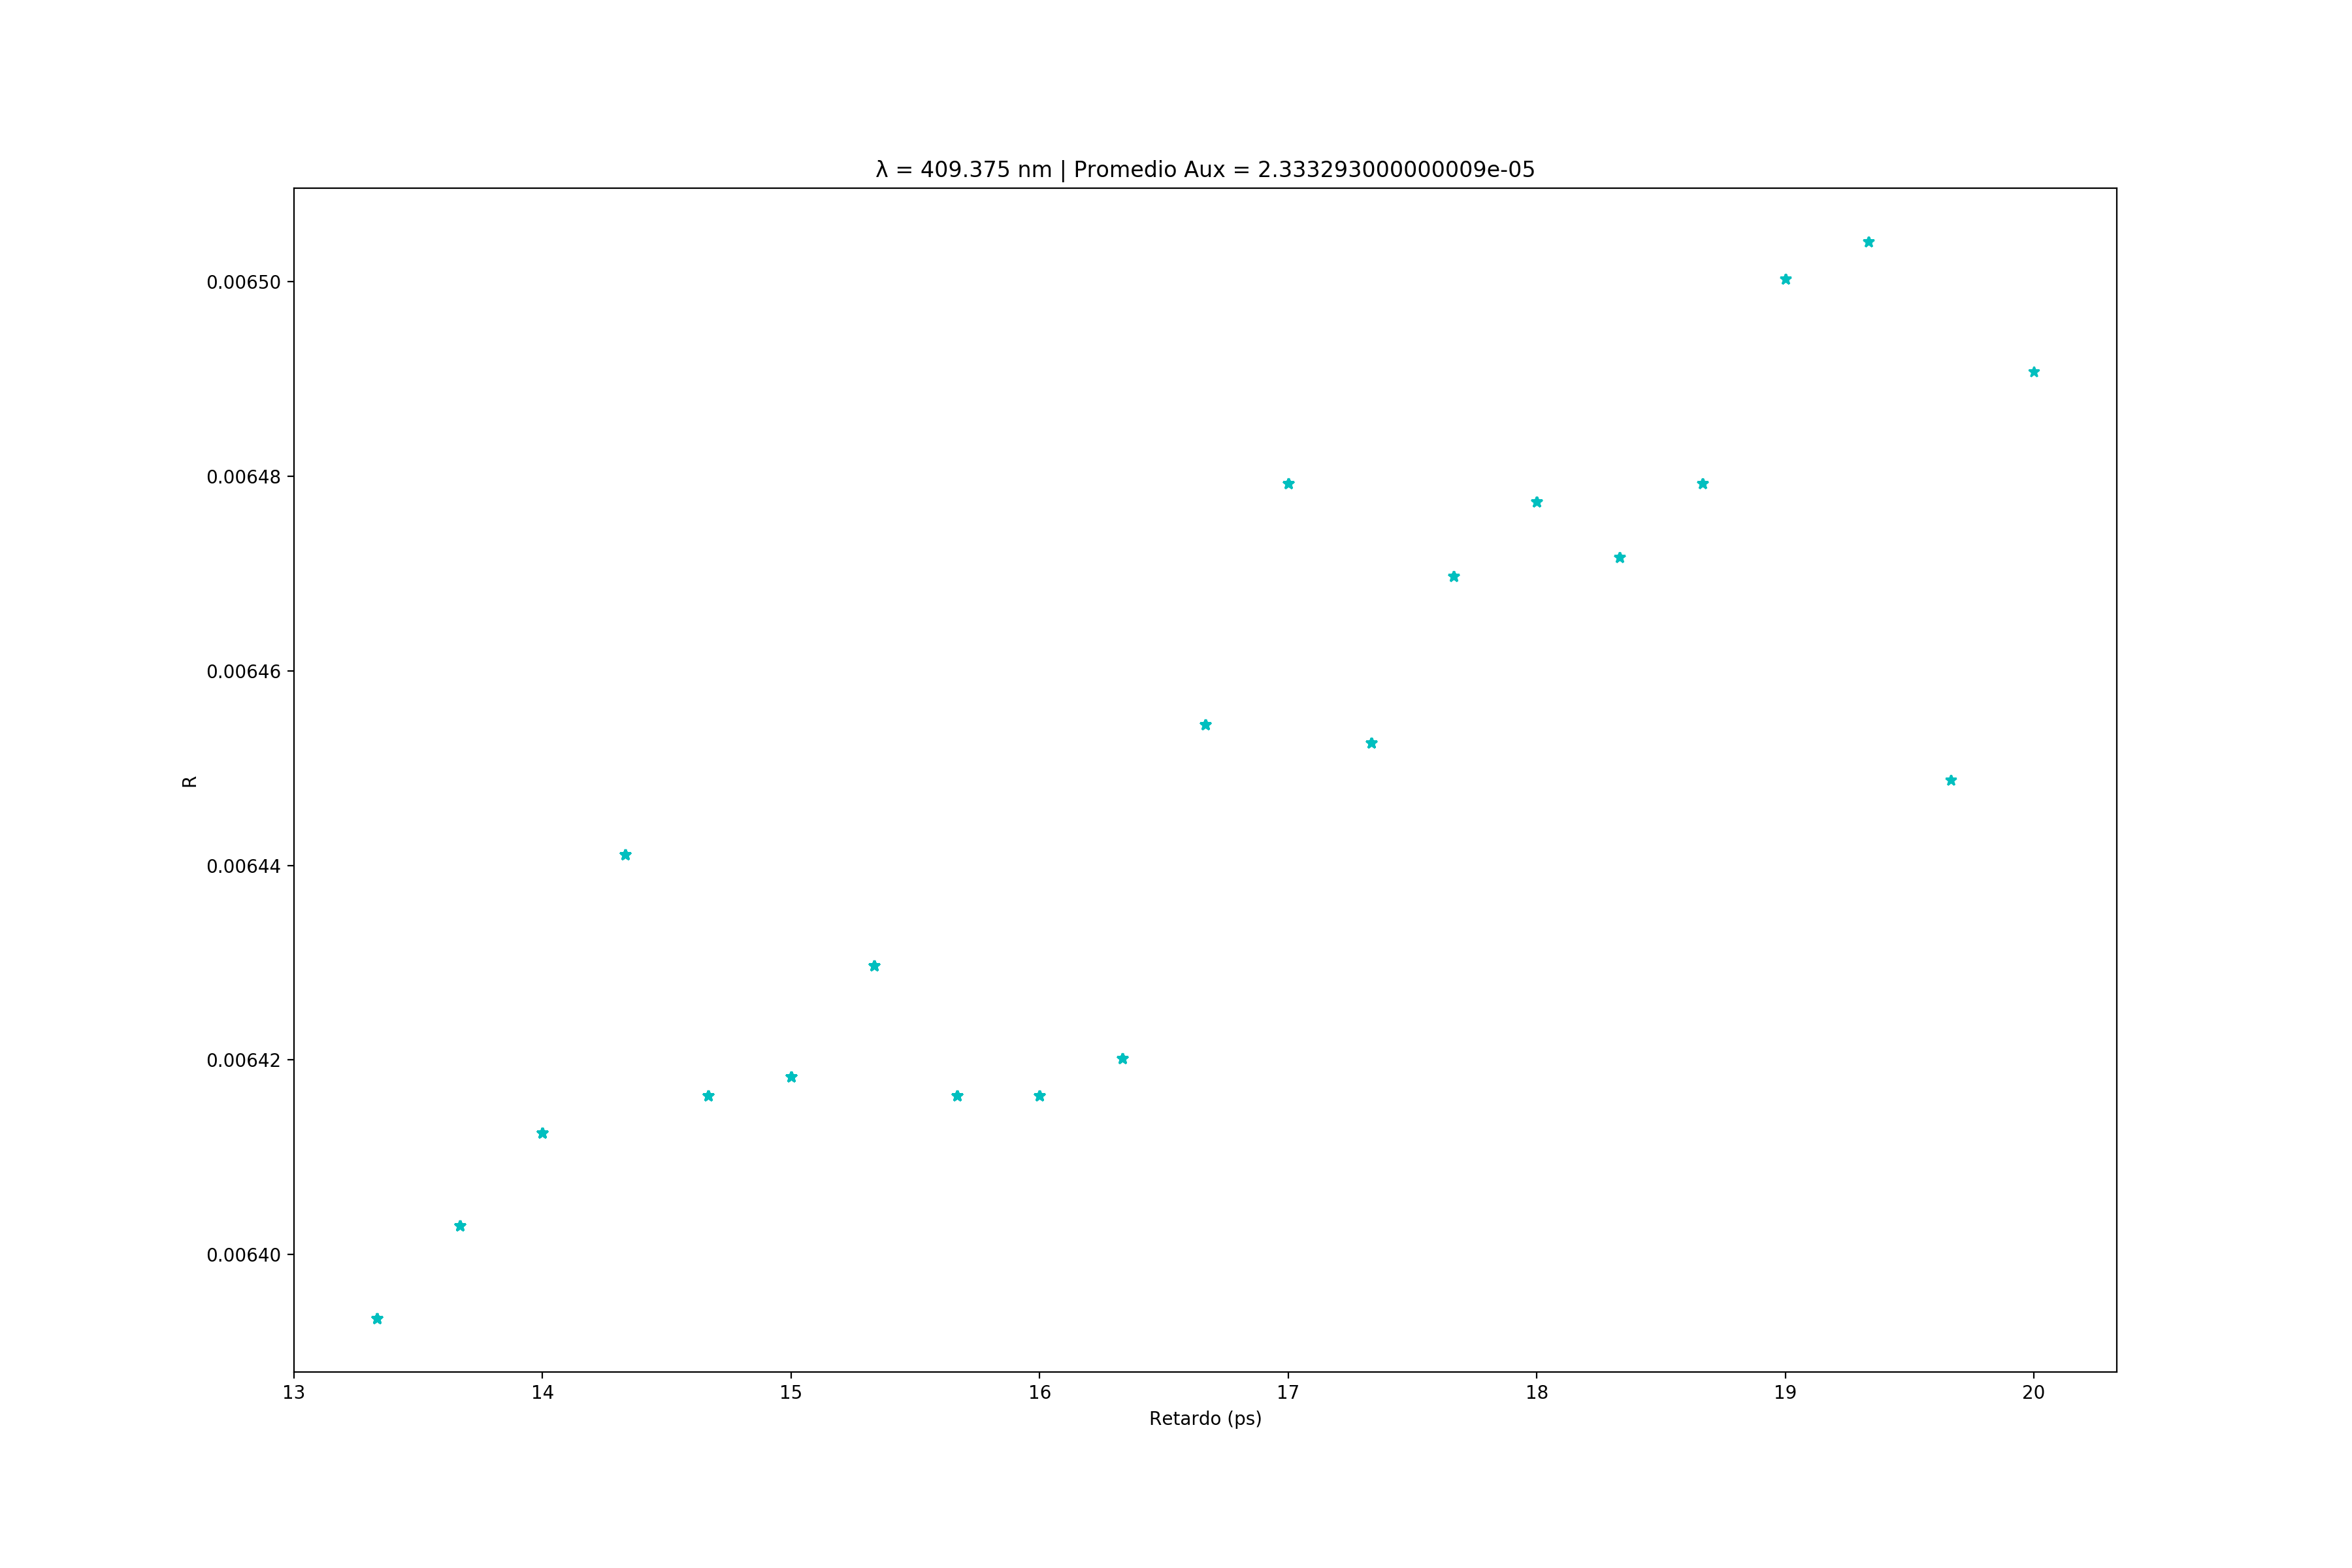 λ = 409.375 nm | Promedio Aux = 2.333293000000009e-05
0.00650
0.00648
0.00646
0.00644
0.00642
0.00640
R
13 14 15 16 17 18 19 20
Retardo (ps)